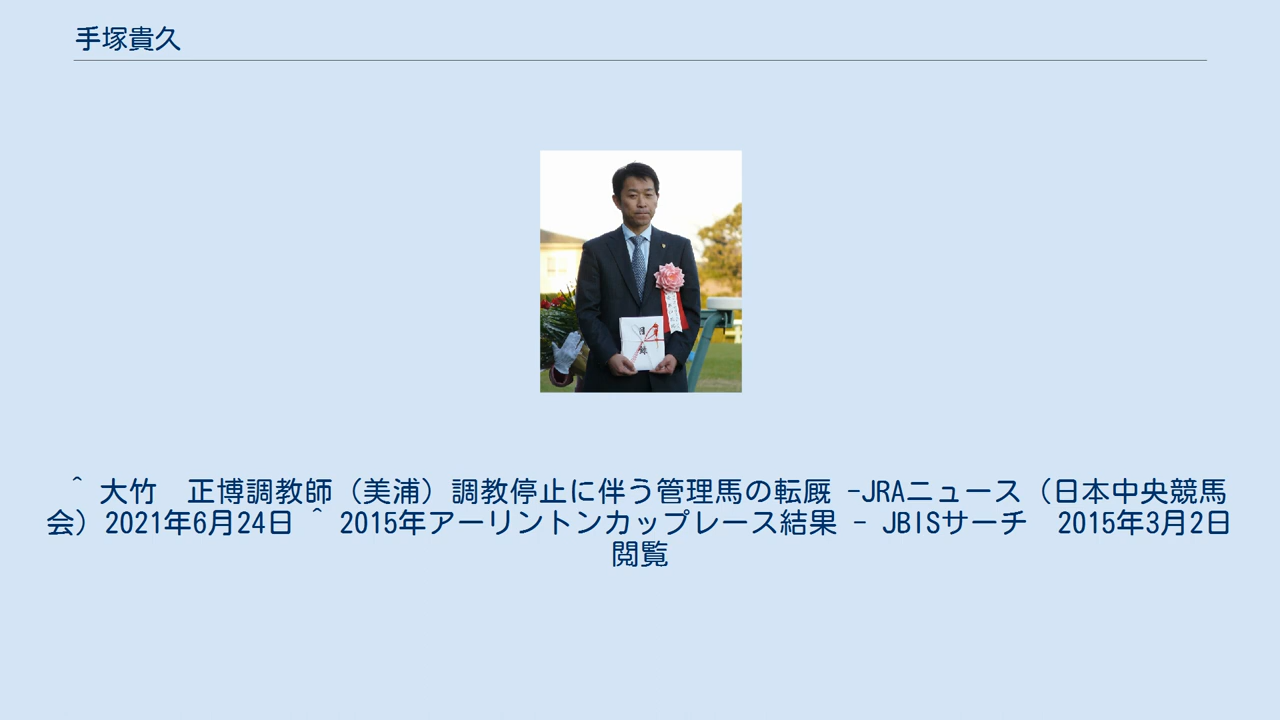 手塚貴久
目録
^ 大竹　正博調教師（美浦）調教停止に伴う管理馬の転厩 -JRAニュース（日本中央競馬
会）2021年6月24日 ^ 2015年アーリントンカップレース結果 - JBISサーチ　2015年3月2日
閲覧